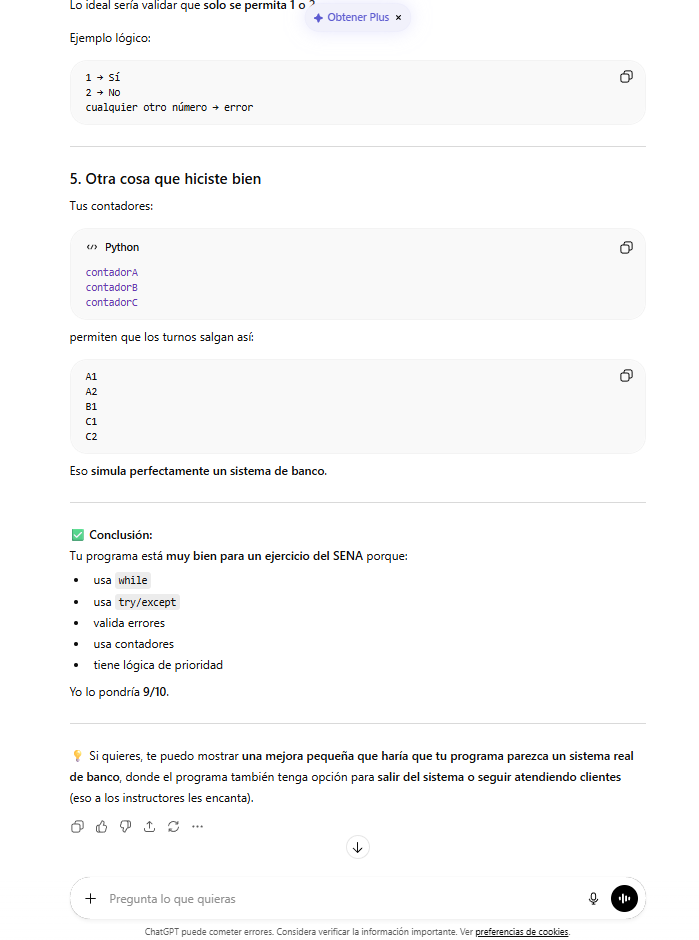 Lo ideal sería validar que solo se permita 1 o 2
Obtener Plus ×
Ejemplo lógico:
1 → Sí
2 → No
cualquier otro número → error
5. Otra cosa que hiciste bien
Tus contadores:
</> Python
contadorA
contadorB
contadorC
permiten que los turnos salgan así:
A1
A2
B1
C1
C2
Eso simula perfectamente un sistema de banco.
✅ Conclusión:
Tu programa está muy bien para un ejercicio del SENA porque:
• usa while
• usa try/except
• valida errores
• usa contadores
• tiene lógica de prioridad
Yo lo pondría 9/10.
💡 Si quieres, te puedo mostrar una mejora pequeña que haría que tu programa parezca un sistema real
de banco, donde el programa también tenga opción para salir del sistema o seguir atendiendo clientes
(eso a los instructores les encanta).
Pregunta lo que quieras
ChatGPT puede cometer errores. Considera verificar la información importante. Ver preferencias de cookies.